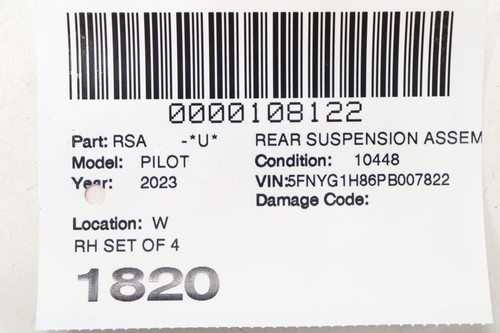 0000108122
Part: RSA -*U* REAR SUSPENSION ASSEM
Model: PILOT Condition: 10448
Year: 2023 VIN:5FNYG1H86PB007822
Damage Code:
Location: W
RH SET OF 4
1820